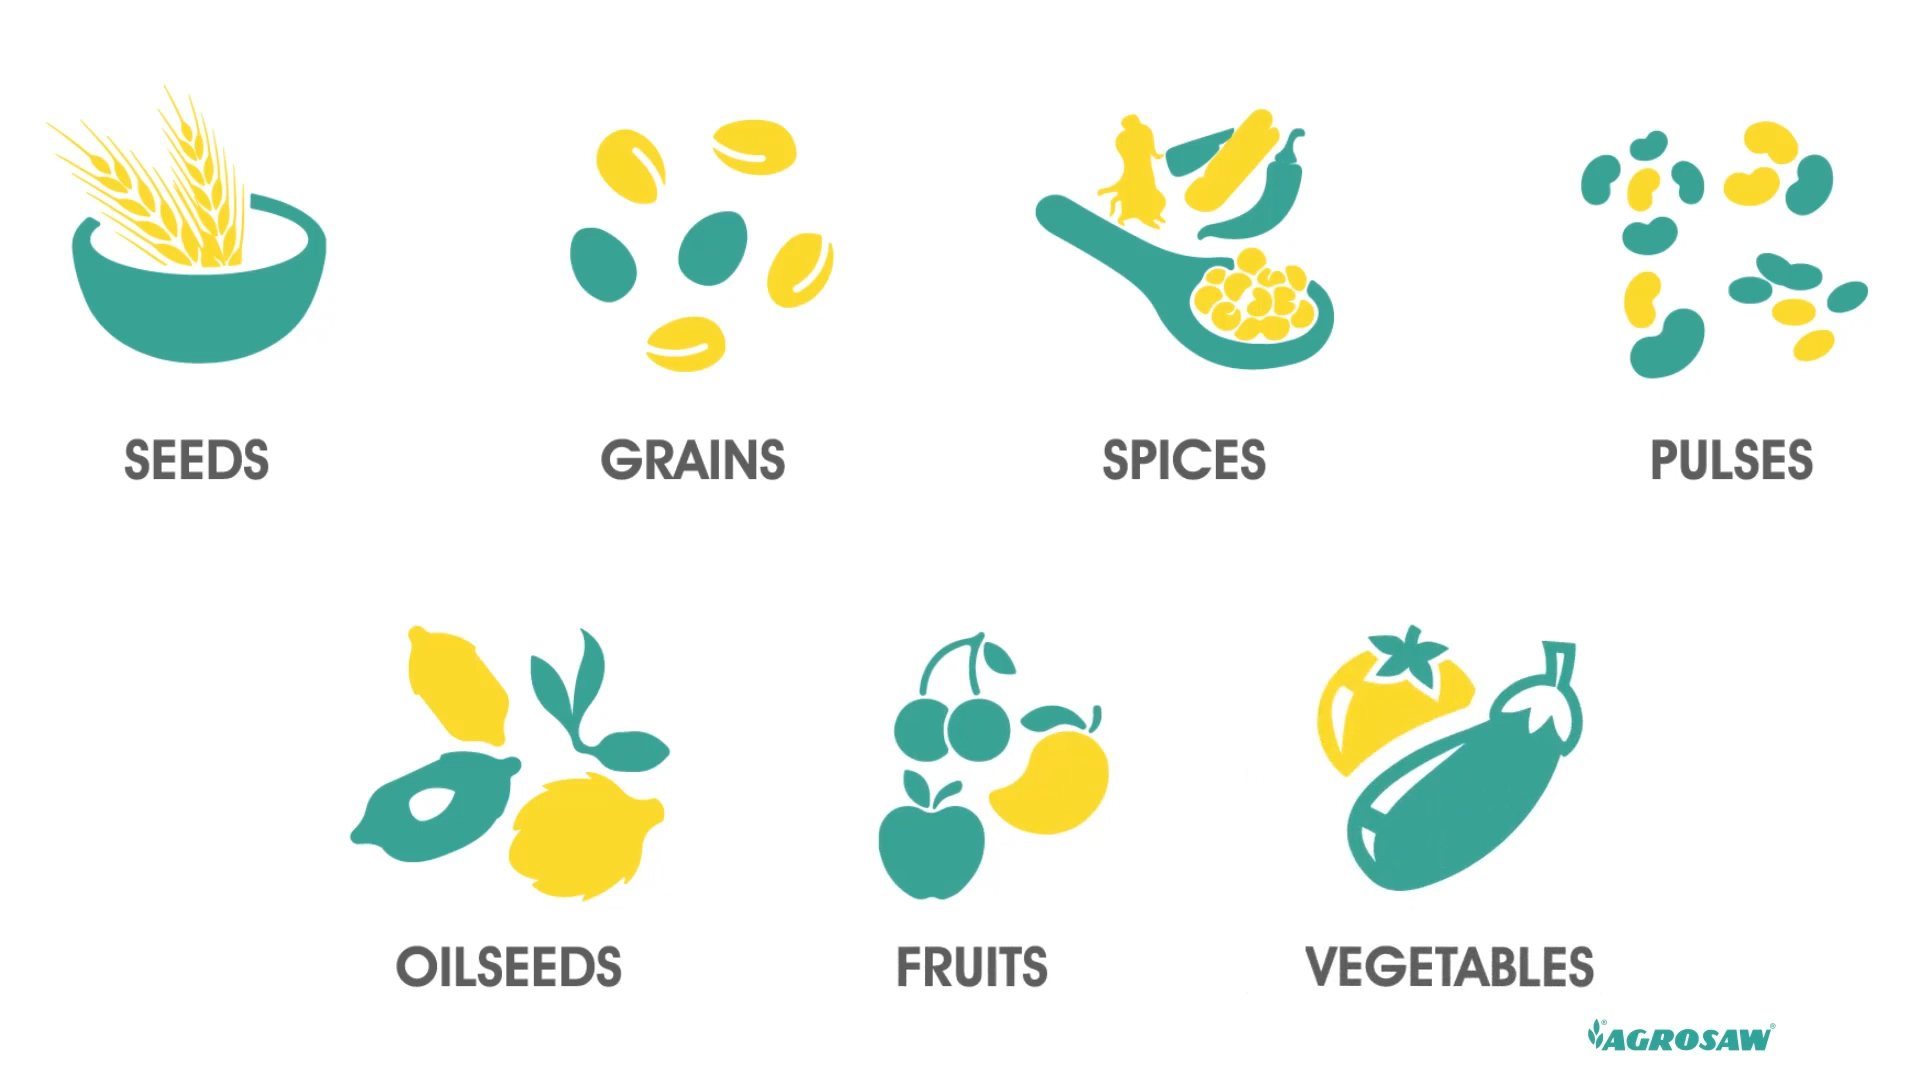 SEEDS
GRAINS
SPICES
PULSES
OILSEEDS
FRUITS
VEGETABLES
AGROSAW®